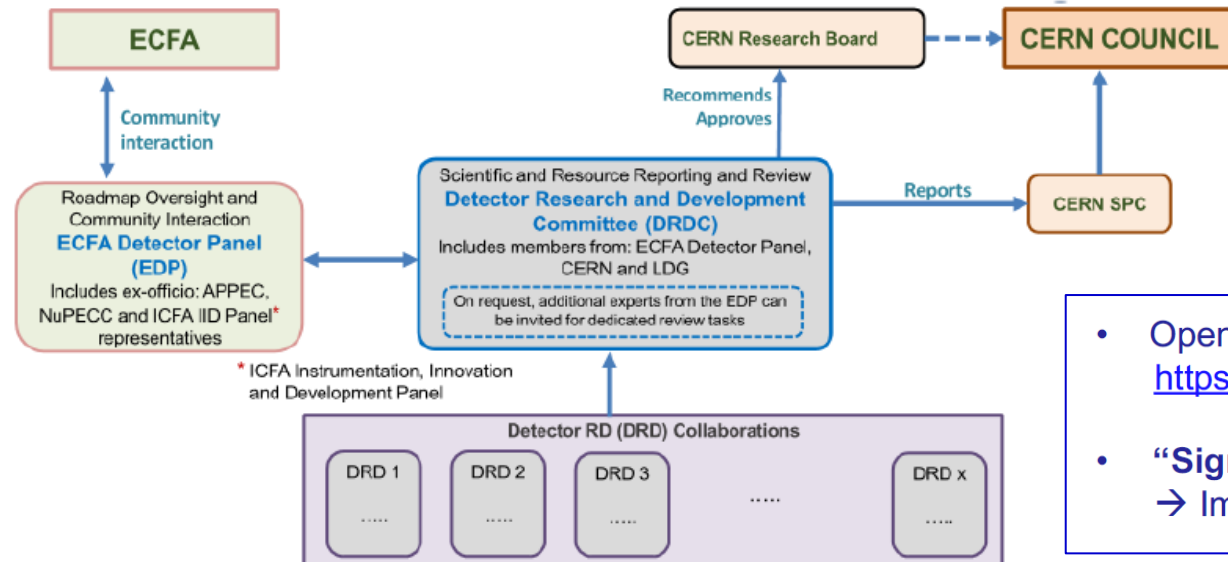 ECFA
CERN Research Board
CERN COUNCIL
Community
interaction
Recommends
Approves
Roadmap Oversight and
Community Interaction
ECFA Detector Panel
(EDP)
Includes ex-officio: APPEC,
NuPECC and ICFA IID Panel*
representatives
Scientific and Resource Reporting and Review
Detector Research and Development
Committee (DRDC)
Includes members from: ECFA Detector Panel,
CERN and LDG
On request, additional experts from the EDP can
be invited for dedicated review tasks
Reports
CERN SPC
* ICFA Instrumentation, Innovation
and Development Panel
Detector RD (DRD) Collaborations
DRD 1
.....
DRD 2
.....
DRD 3
.....
.....
DRD x
.....
• Open
https
• “Sign
→ Im